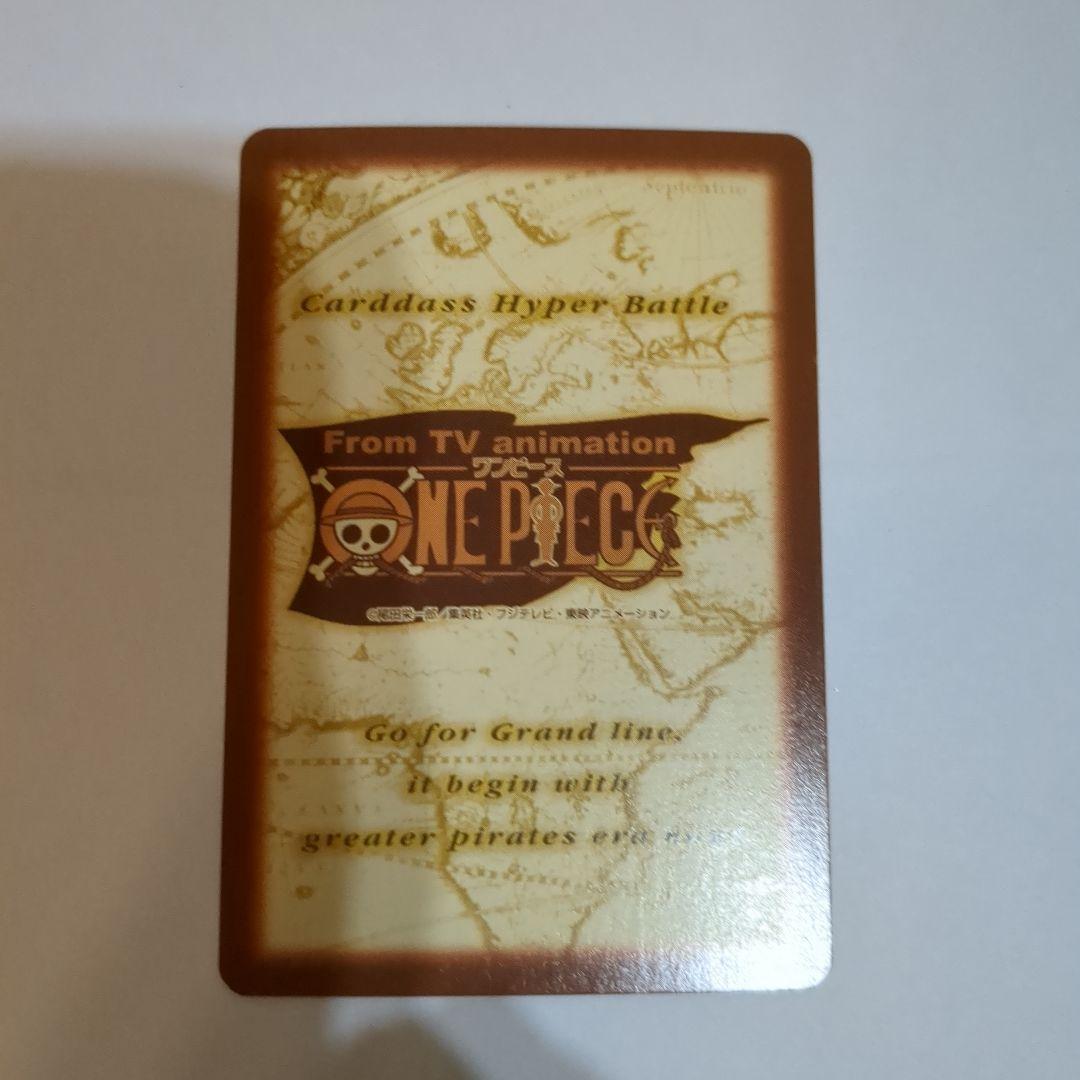 Septentrio
Carddass Hyper Battle
From TV animation
ワンピース
ONE PIECE
©尾田栄一郎/集英社・フジテレビ・東映アニメーション
Go for Grand line,
it begin with
greater pirates era